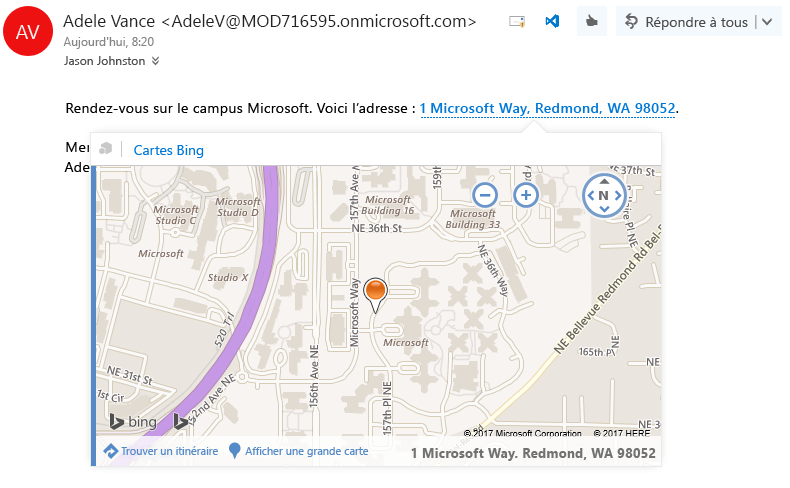 AV
Adele Vance <AdeleV@MOD716595.onmicrosoft.com>
Répondre à tous
Aujourd'hui, 8:20
Jason Johnston
Rendez-vous sur le campus Microsoft. Voici l'adresse : 1 Microsoft Way, Redmond, WA 98052.
Mer
Ade
Cartes Bing
Microsoft
Studio D
Microsoft
Studio C
Microsoft
Studio X
157th Ave N
159th
Microsoft
Building 16
Microsoft
Building 33
NE 37th St
NE 36th St
NE 36th Way
N
NE Bellevue Redmond Rd
Bel-
Microsoft Way
Microsoft
520 Trl
NE 31st St
1st Cir
52nd Ave NE
156th Ave NE
157th Pl NE
165th P
bing
© 2017 Microsoft Corporation © 2017 HERE
Trouver un itinéraire
Afficher une grande carte
1 Microsoft Way. Redmond, WA 98052